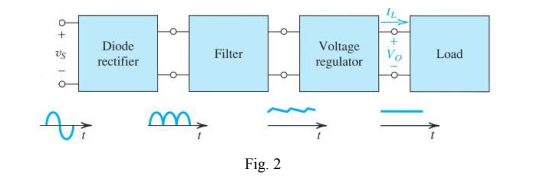 I_L
+
v_S
−
Diode
rectifier
Filter
Voltage
regulator
+
V_O
−
Load
t
t
t
t
Fig. 2